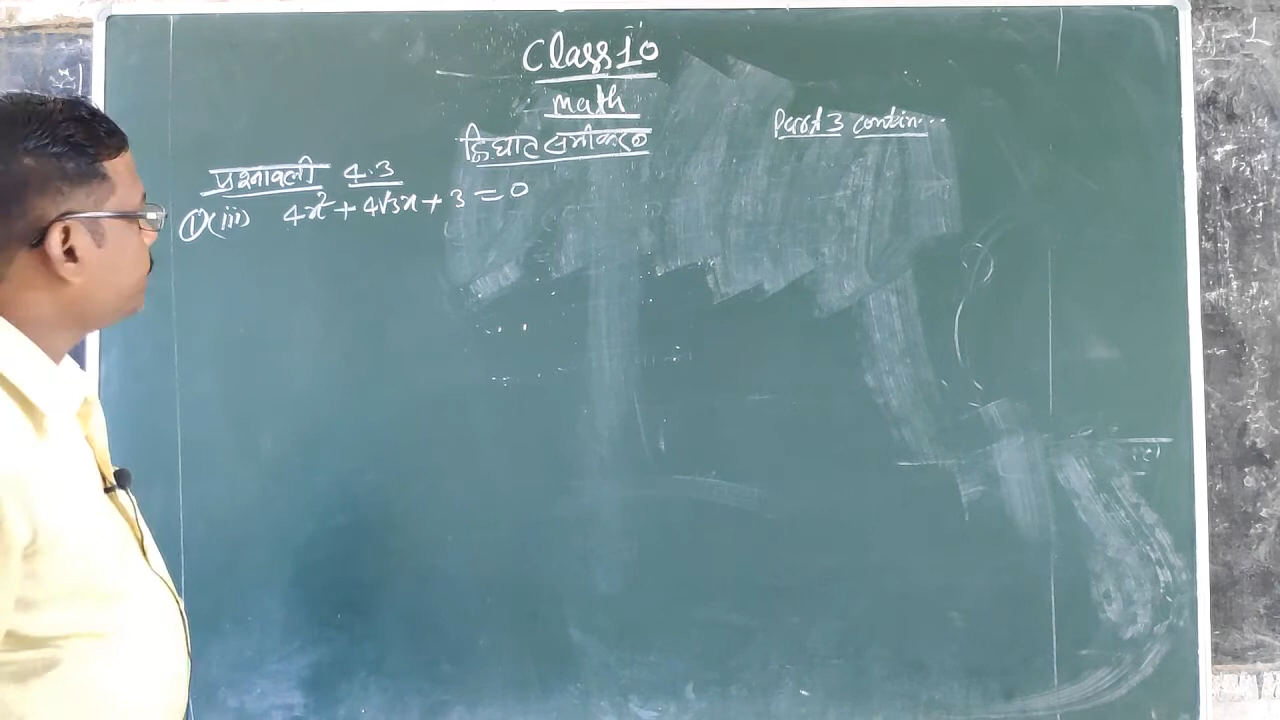 Class 10
math
द्विघात समीकरण
Part 3 contin...
प्रश्नावली 4.3
①(iii) 4x² + 4√3x + 3 = 0